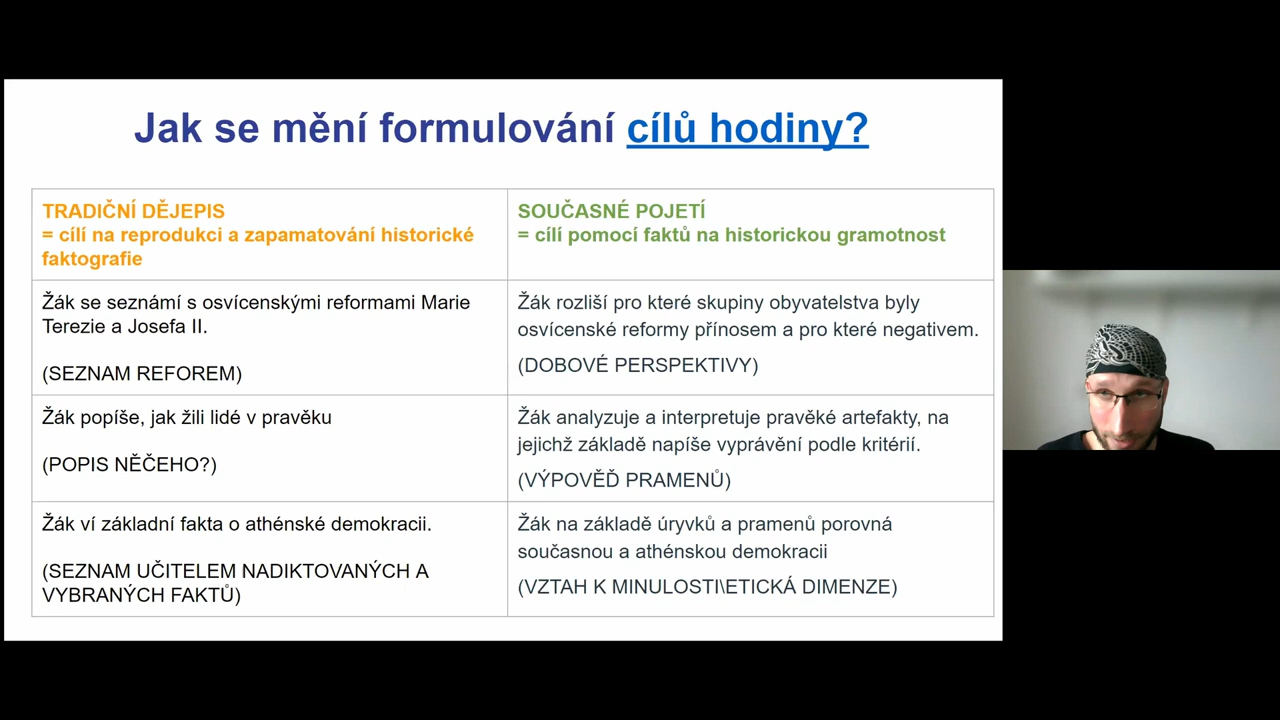 Jak se mění formulování cílů hodiny?
TRADIČNÍ DĚJEPIS
= cílí na reprodukci a zapamatování historické
faktografie
SOUČASNÉ POJETÍ
= cílí pomocí faktů na historickou gramotnost
Žák se seznámí s osvícenskými reformami Marie
Terezie a Josefa II.
(SEZNAM REFOREM)
Žák rozliší pro které skupiny obyvatelstva byly
osvícenské reformy přínosem a pro které negativem.
(DOBOVÉ PERSPEKTIVY)
Žák popíše, jak žili lidé v pravěku
(POPIS NĚČEHO?)
Žák analyzuje a interpretuje pravěké artefakty, na
jejichž základě napíše vyprávění podle kritérií.
(VÝPOVĚĎ PRAMENŮ)
Žák ví základní fakta o athénské demokracii.
(SEZNAM UČITELEM NADIKTOVANÝCH A
VYBRANÝCH FAKTŮ)
Žák na základě úryvků a pramenů porovná
současnou a athénskou demokracii
(VZTAH K MINULOSTI\ETICKÁ DIMENZE)